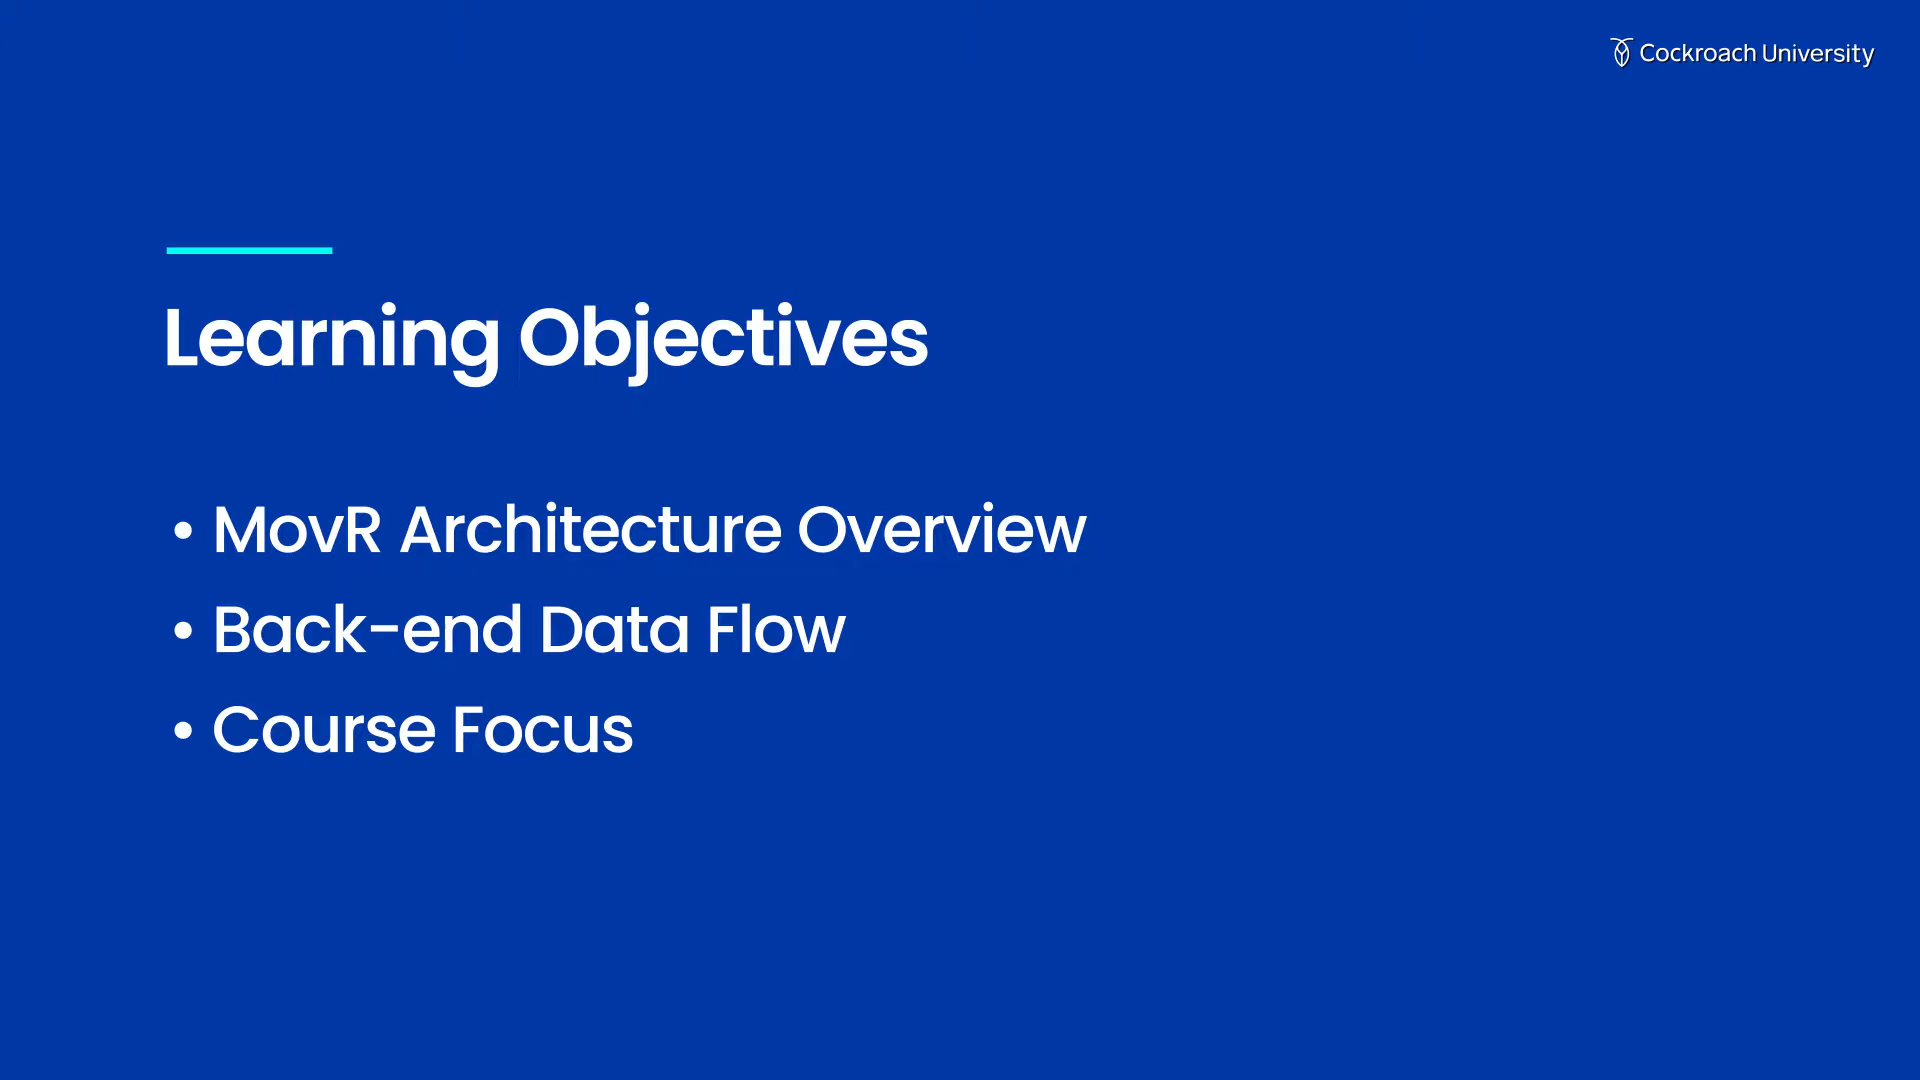 Cockroach University
Learning Objectives
• MovR Architecture Overview
• Back-end Data Flow
• Course Focus